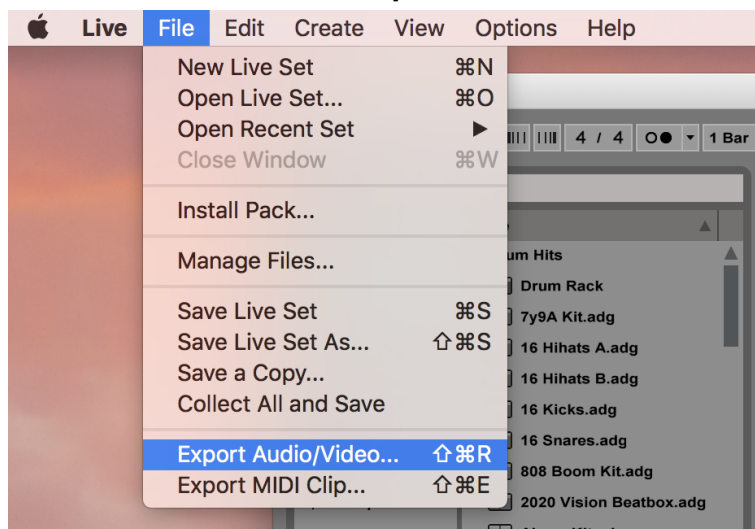 Live File Edit Create View Options Help
New Live Set ⌘N
Open Live Set... ⌘O
Open Recent Set ▶
Close Window ⌘W
Install Pack...
Manage Files...
Save Live Set ⌘S
Save Live Set As... ⇧⌘S
Save a Copy...
Collect All and Save
Export Audio/Video... ⇧⌘R
Export MIDI Clip... ⇧⌘E
4 / 4 1 Bar
um Hits
Drum Rack
7y9A Kit.adg
16 Hihats A.adg
16 Hihats B.adg
16 Kicks.adg
16 Snares.adg
808 Boom Kit.adg
2020 Vision Beatbox.adg